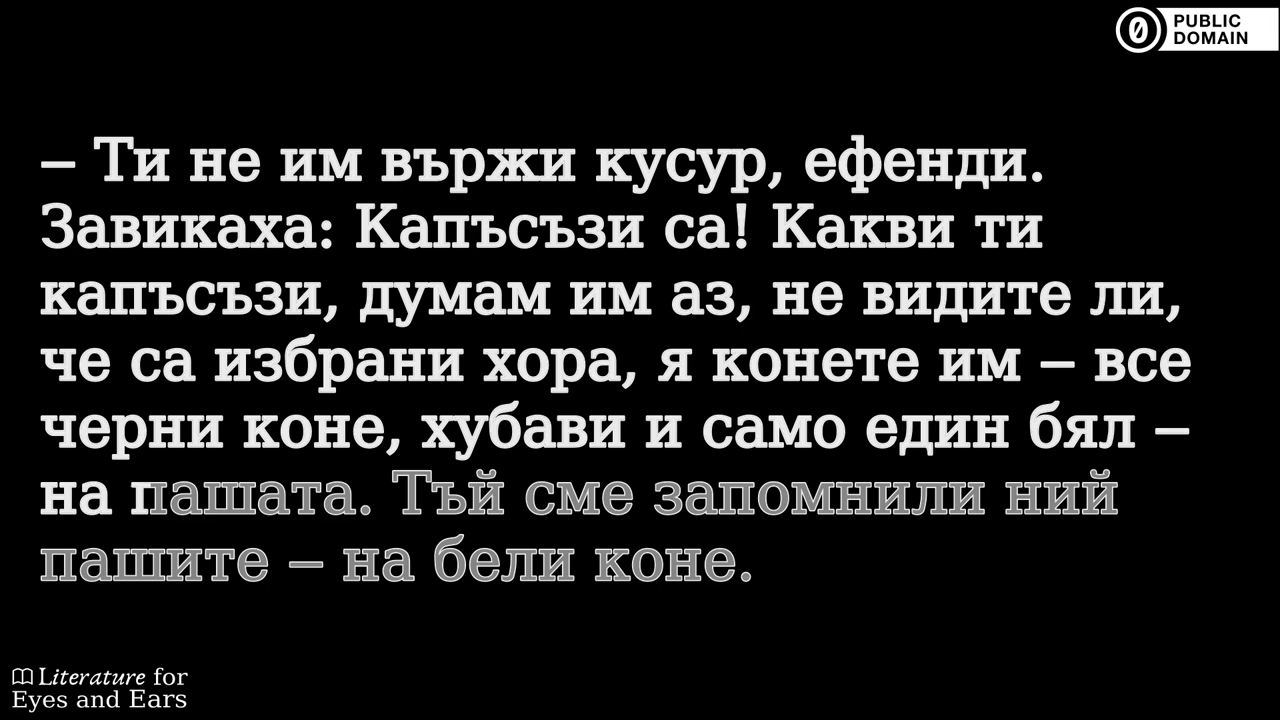 PUBLIC
DOMAIN
– Ти не им вържи кусур, ефенди.
Завикаха: Капъсъзи са! Какви ти
капъсъзи, думам им аз, не видите ли,
че са избрани хора, я конете им – все
черни коне, хубави и само един бял –
на пашата. Тъй сме запомнили ний
пашите – на бели коне.
Literature for
Eyes and Ears